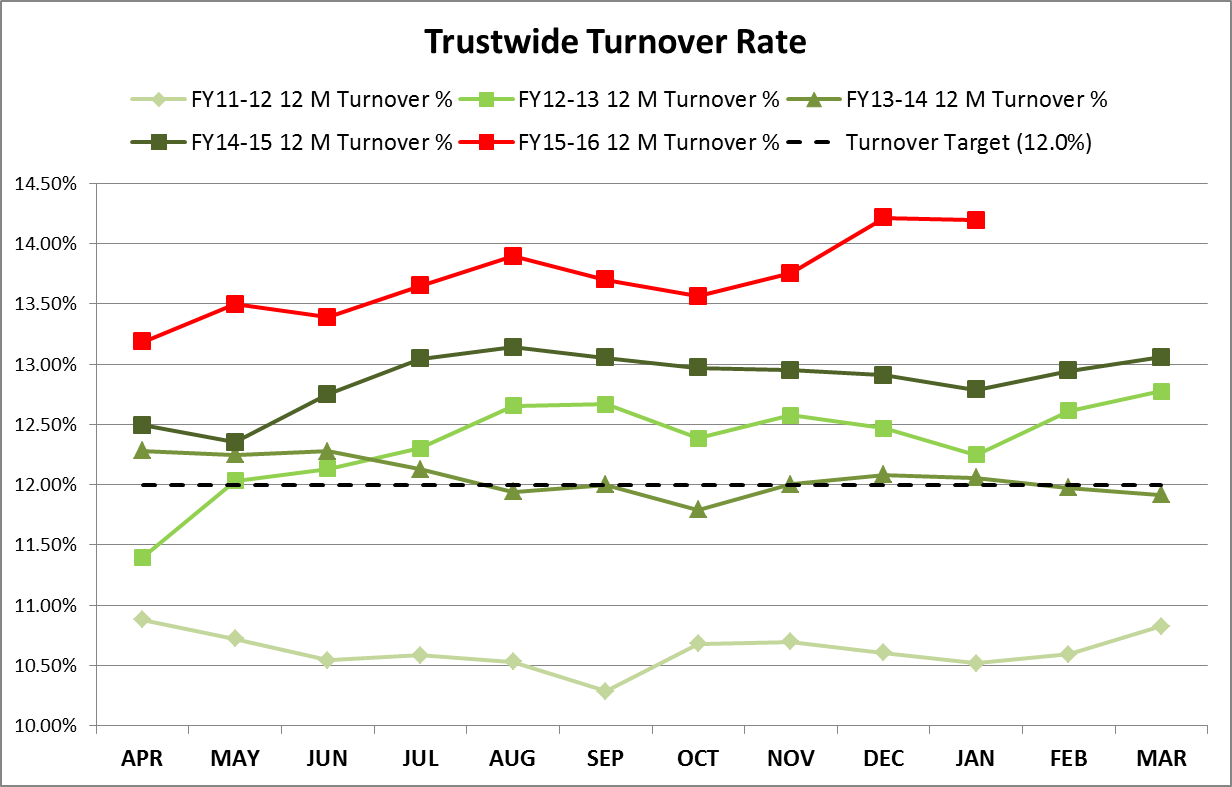 Trustwide Turnover Rate
FY11-12 12 M Turnover % FY12-13 12 M Turnover % FY13-14 12 M Turnover %
FY14-15 12 M Turnover % FY15-16 12 M Turnover % Turnover Target (12.0%)
14.50%
14.00%
13.50%
13.00%
12.50%
12.00%
11.50%
11.00%
10.50%
10.00%
APR MAY JUN JUL AUG SEP OCT NOV DEC JAN FEB MAR